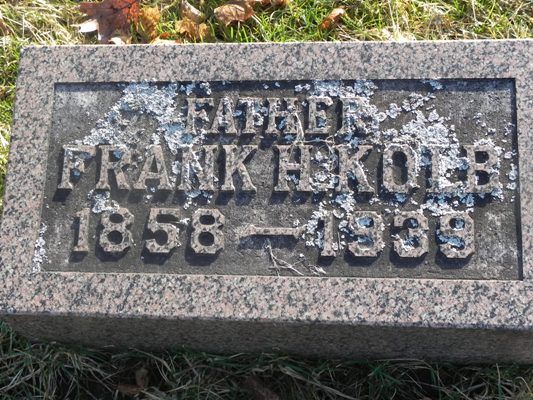 FATHER
FRANK H. KOLB
1858 – 1939